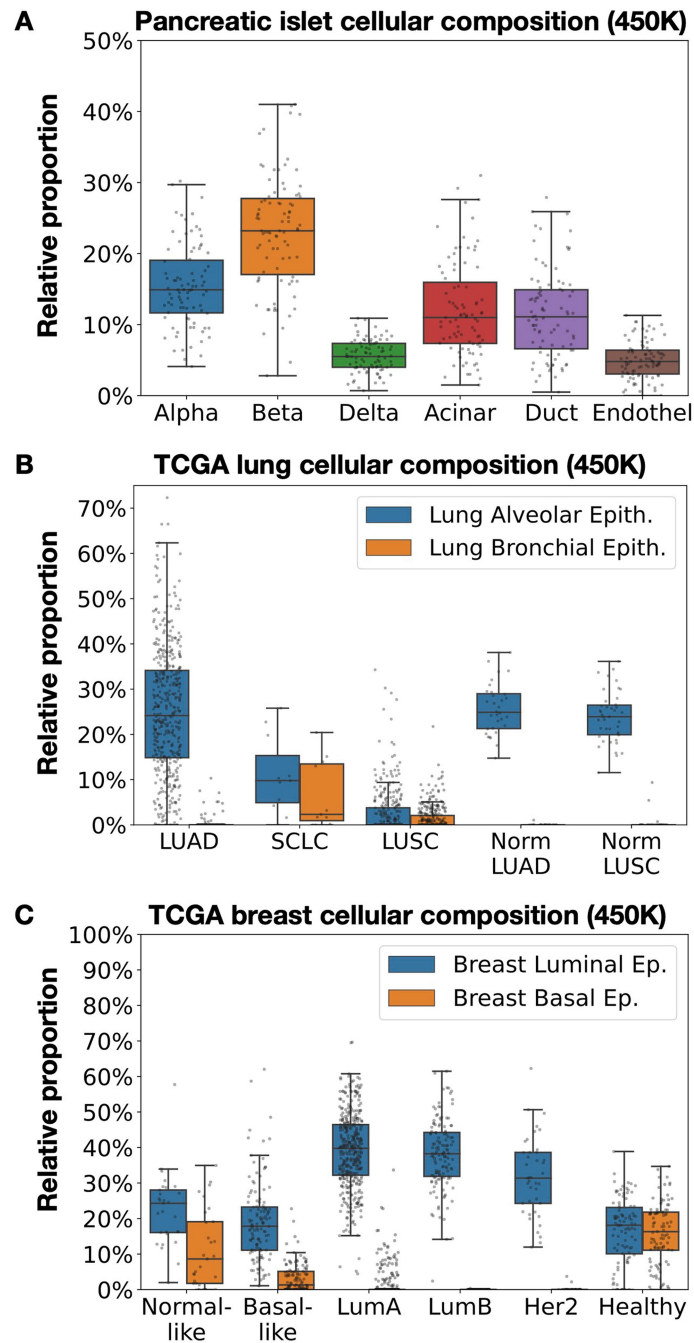 A Pancreatic islet cellular composition (450K)
50%
40%
30%
20%
10%
0%
Relative proportion
Alpha Beta Delta Acinar Duct Endothel
B TCGA lung cellular composition (450K)
70%
60%
50%
40%
30%
20%
10%
0%
Relative proportion
Lung Alveolar Epith.
Lung Bronchial Epith.
LUAD SCLC LUSC Norm Norm
LUAD LUSC
C TCGA breast cellular composition (450K)
100%
90%
80%
70%
60%
50%
40%
30%
20%
10%
0%
Relative proportion
Breast Luminal Ep.
Breast Basal Ep.
Normal- Basal- LumA LumB Her2 Healthy
like like